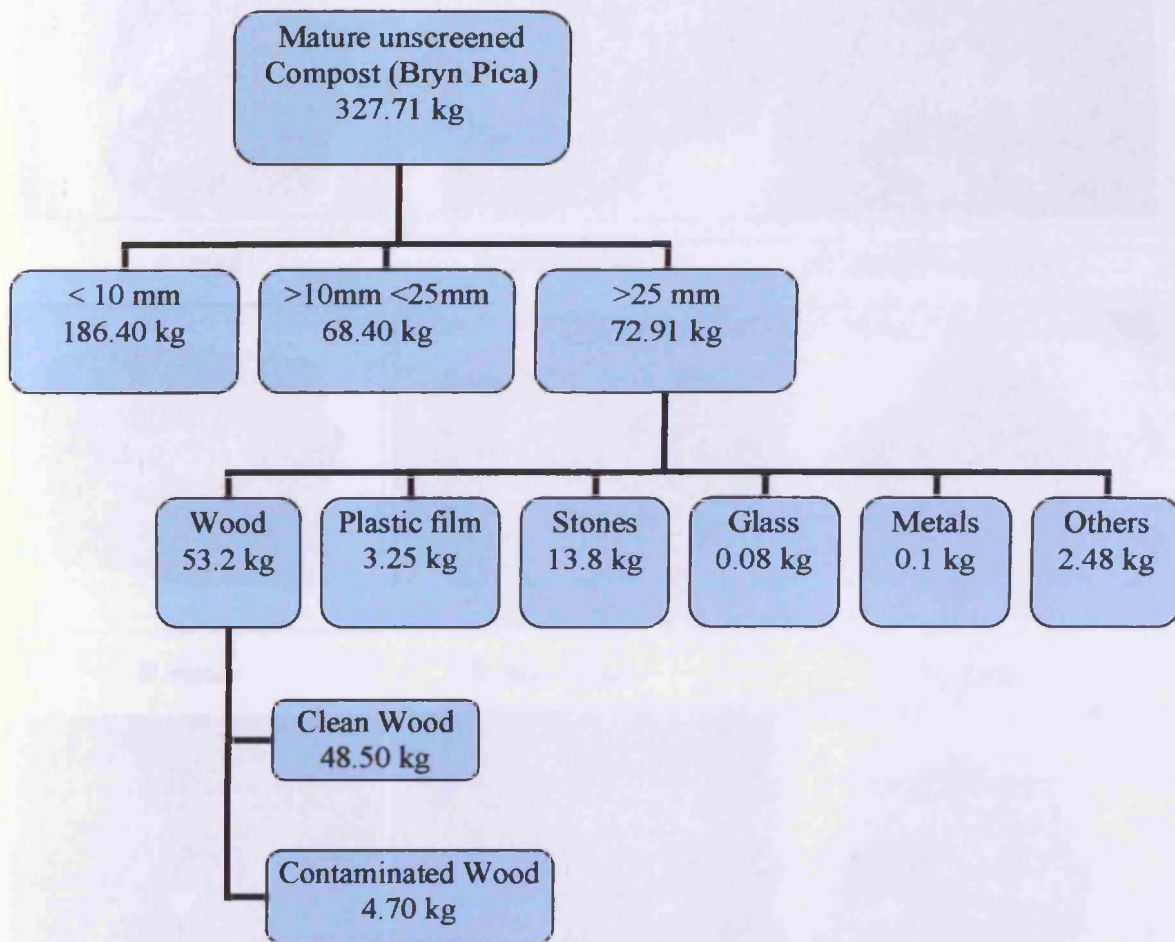 Mature unscreened
Compost (Bryn Pica)
327.71 kg
< 10 mm
186.40 kg
>10mm <25mm
68.40 kg
>25 mm
72.91 kg
Wood
53.2 kg
Plastic film
3.25 kg
Stones
13.8 kg
Glass
0.08 kg
Metals
0.1 kg
Others
2.48 kg
Clean Wood
48.50 kg
Contaminated Wood
4.70 kg